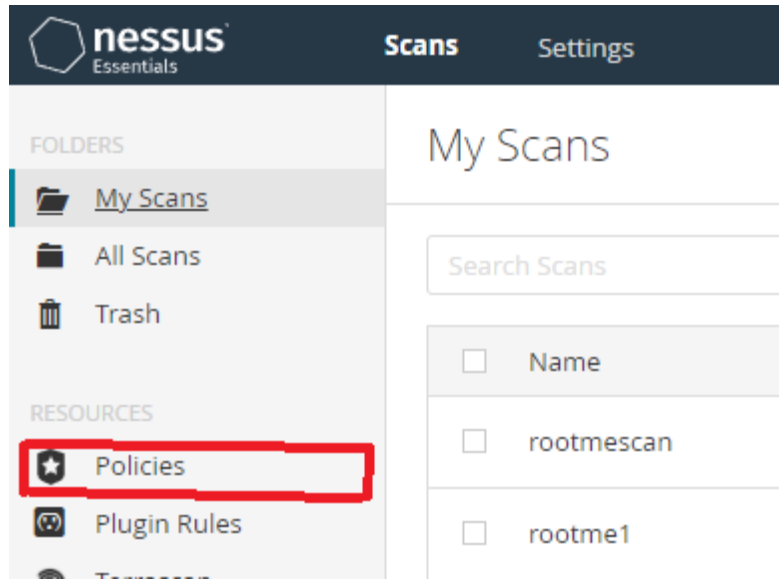 nessus
Essentials
Scans
Settings
FOLDERS
My Scans
All Scans
Trash
RESOURCES
Policies
Plugin Rules
Terrascan
My Scans
Search Scans
Name
rootmescan
rootme1